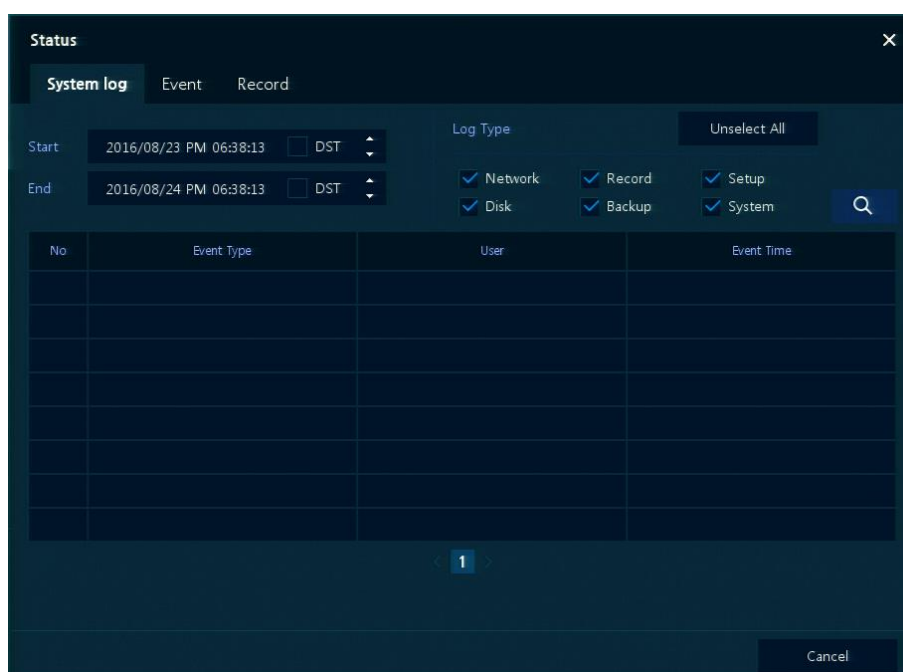 Status
System log Event Record
Log Type Unselect All
Start 2016/08/23 PM 06:38:13 DST
End 2016/08/24 PM 06:38:13 DST
Network Record Setup
Disk Backup System
No Event Type User Event Time
1
Cancel